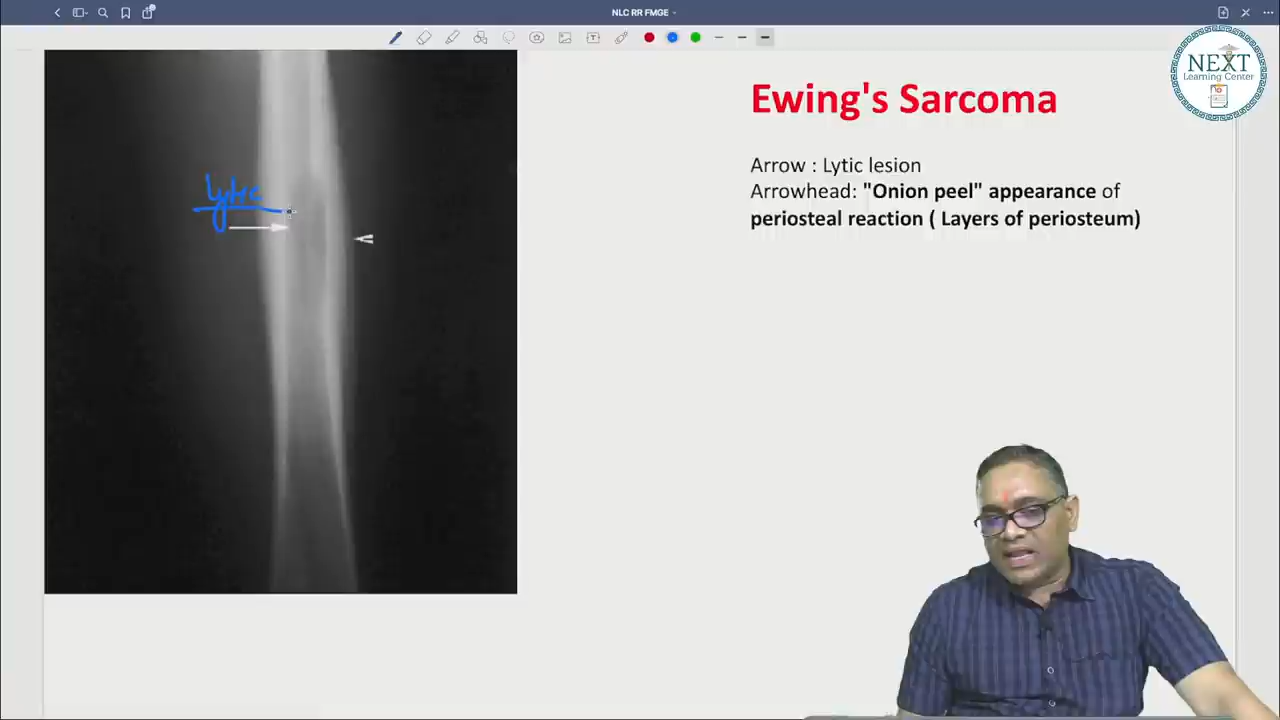 NLC RR FMGE
NEXT
Learning Center
Ewing's Sarcoma
Arrow : Lytic lesion
Arrowhead: "Onion peel" appearance of
periosteal reaction ( Layers of periosteum)
Lytic